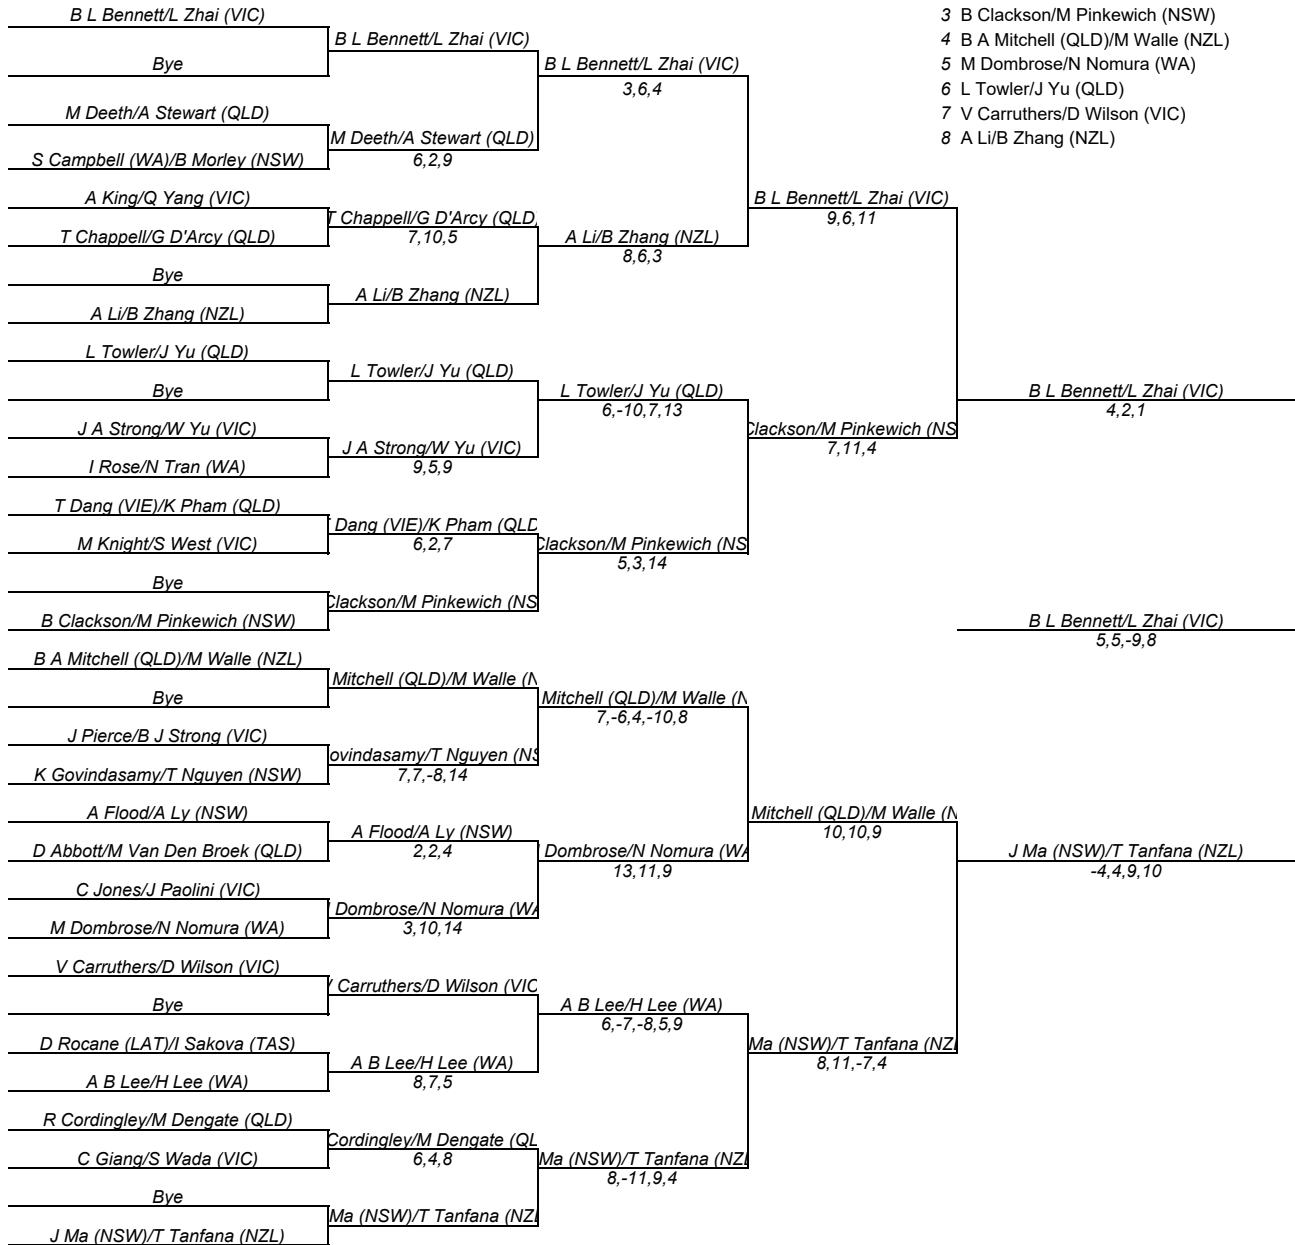 B L Bennett/L Zhai (VIC)
Bye
M Deeth/A Stewart (QLD)
S Campbell (WA)/B Morley (NSW)
A King/Q Yang (VIC)
T Chappell/G D'Arcy (QLD)
Bye
A Li/B Zhang (NZL)
L Towler/J Yu (QLD)
Bye
J A Strong/W Yu (VIC)
I Rose/N Tran (WA)
T Dang (VIE)/K Pham (QLD)
M Knight/S West (VIC)
Bye
B Clackson/M Pinkewich (NSW)
B A Mitchell (QLD)/M Walle (NZL)
Bye
J Pierce/B J Strong (VIC)
K Govindasamy/T Nguyen (NSW)
A Flood/A Ly (NSW)
D Abbott/M Van Den Broek (QLD)
C Jones/J Paolini (VIC)
M Dombrose/N Nomura (WA)
V Carruthers/D Wilson (VIC)
Bye
D Rocane (LAT)/I Sakova (TAS)
A B Lee/H Lee (WA)
R Cordingley/M Dengate (QLD)
C Giang/S Wada (VIC)
Bye
J Ma (NSW)/T Tanfana (NZL)
B L Bennett/L Zhai (VIC)
M Deeth/A Stewart (QLD)
6,2,9
T Chappell/G D'Arcy (QLD)
7,10,5
A Li/B Zhang (NZL)
L Towler/J Yu (QLD)
J A Strong/W Yu (VIC)
9,5,9
Dang (VIE)/K Pham (QLD
6,2,7
Clackson/M Pinkewich (NS
Mitchell (QLD)/M Walle (N
ovindasamy/T Nguyen (NS
7,7,-8,14
A Flood/A Ly (NSW)
2,2,4
Dombrose/N Nomura (WA
3,10,14
V Carruthers/D Wilson (VIC
A B Lee/H Lee (WA)
8,7,5
Cordingley/M Dengate (QL
6,4,8
Ma (NSW)/T Tanfana (NZL
B L Bennett/L Zhai (VIC)
3,6,4
A Li/B Zhang (NZL)
8,6,3
L Towler/J Yu (QLD)
6,-10,7,13
Clackson/M Pinkewich (NS
5,3,14
Mitchell (QLD)/M Walle (N
7,-6,4,-10,8
Dombrose/N Nomura (WA
13,11,9
A B Lee/H Lee (WA)
6,-7,-8,5,9
Ma (NSW)/T Tanfana (NZL
8,-11,9,4
B L Bennett/L Zhai (VIC)
9,6,11
Clackson/M Pinkewich (NS
7,11,4
Mitchell (QLD)/M Walle (N
10,10,9
Ma (NSW)/T Tanfana (NZL
8,11,-7,4
3 B Clackson/M Pinkewich (NSW)
4 B A Mitchell (QLD)/M Walle (NZL)
5 M Dombrose/N Nomura (WA)
6 L Towler/J Yu (QLD)
7 V Carruthers/D Wilson (VIC)
8 A Li/B Zhang (NZL)
B L Bennett/L Zhai (VIC)
4,2,1
B L Bennett/L Zhai (VIC)
5,5,-9,8
J Ma (NSW)/T Tanfana (NZL)
-4,4,9,10